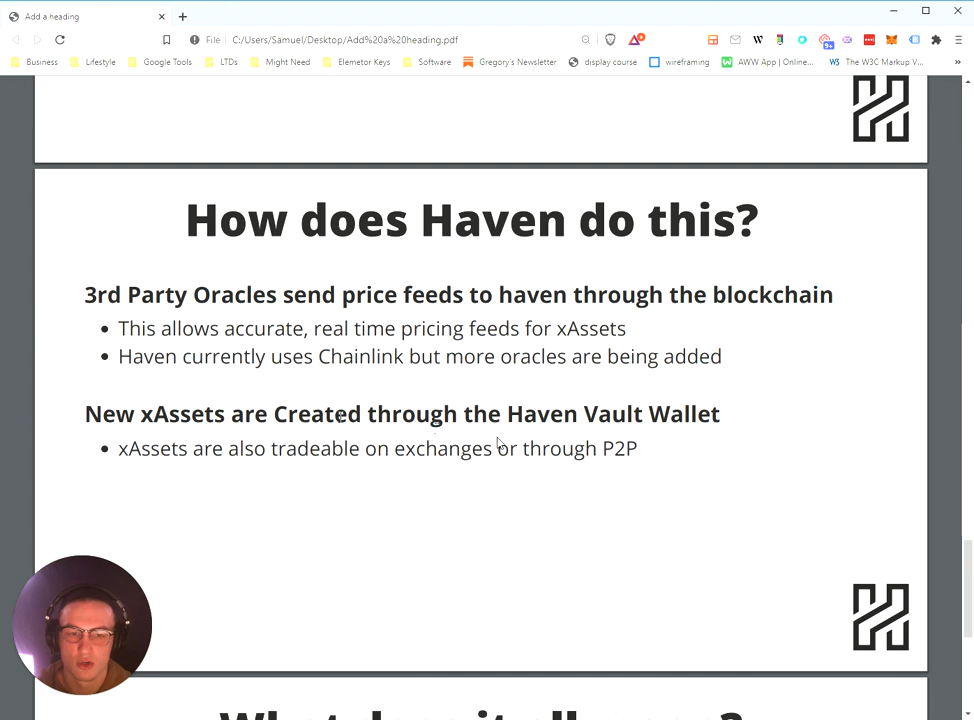 Add a heading
File
C:/Users/Samuel/Desktop/Add%20a%20heading.pdf
9+
Business
Lifestyle
Google Tools
LTDs
Might Need
Elemetor Keys
Software
Gregory's Newsletter
display course
wireframing
AWW App | Online...
The W3C Markup V...
How does Haven do this?
3rd Party Oracles send price feeds to haven through the blockchain
• This allows accurate, real time pricing feeds for xAssets
• Haven currently uses Chainlink but more oracles are being added
New xAssets are Created through the Haven Vault Wallet
• xAssets are also tradeable on exchanges or through P2P